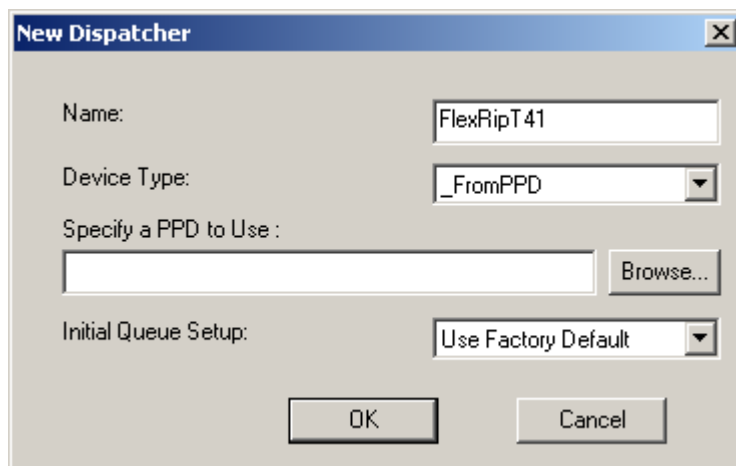 New Dispatcher
Name:
FlexRipT41
Device Type:
_FromPPD
Specify a PPD to Use :
Browse...
Initial Queue Setup:
Use Factory Default
OK
Cancel